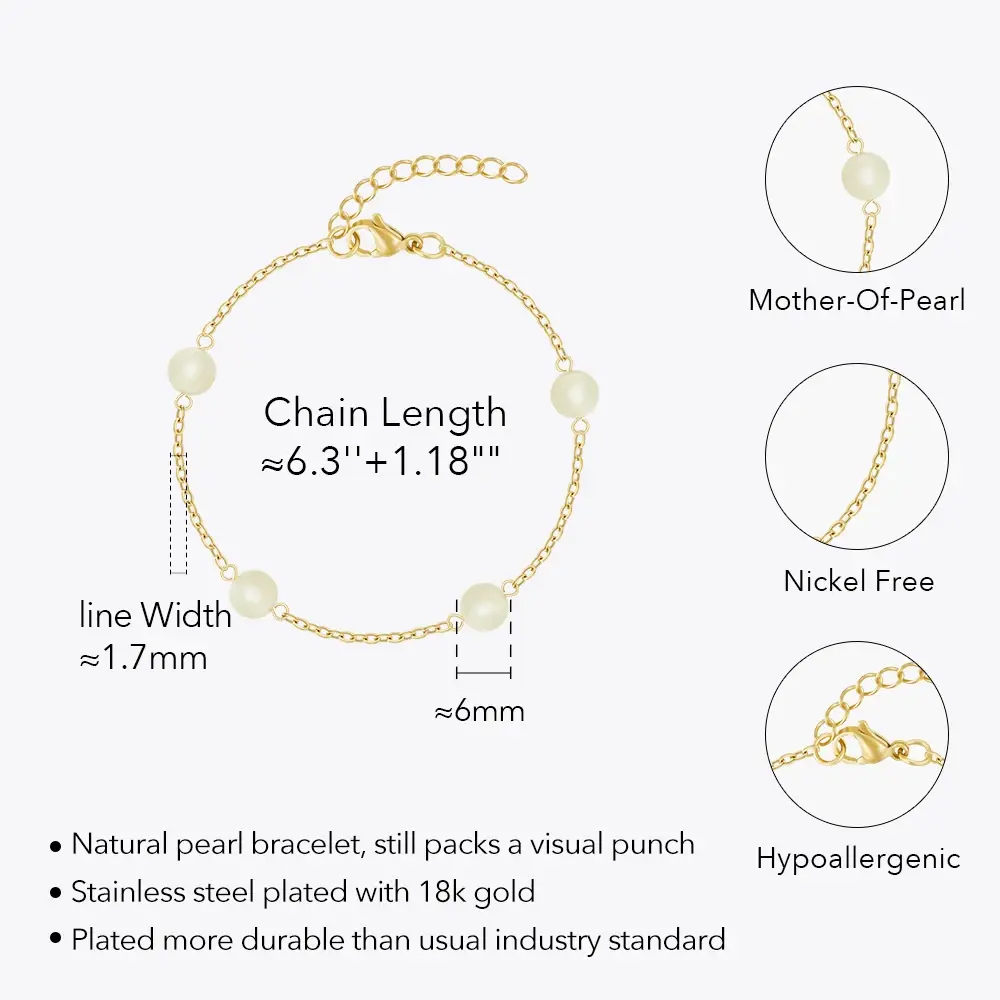 Mother-Of-Pearl
Chain Length
≈6.3''+1.18""
Nickel Free
line Width
≈1.7mm
≈6mm
Hypoallergenic
• Natural pearl bracelet, still packs a visual punch
• Stainless steel plated with 18k gold
• Plated more durable than usual industry standard